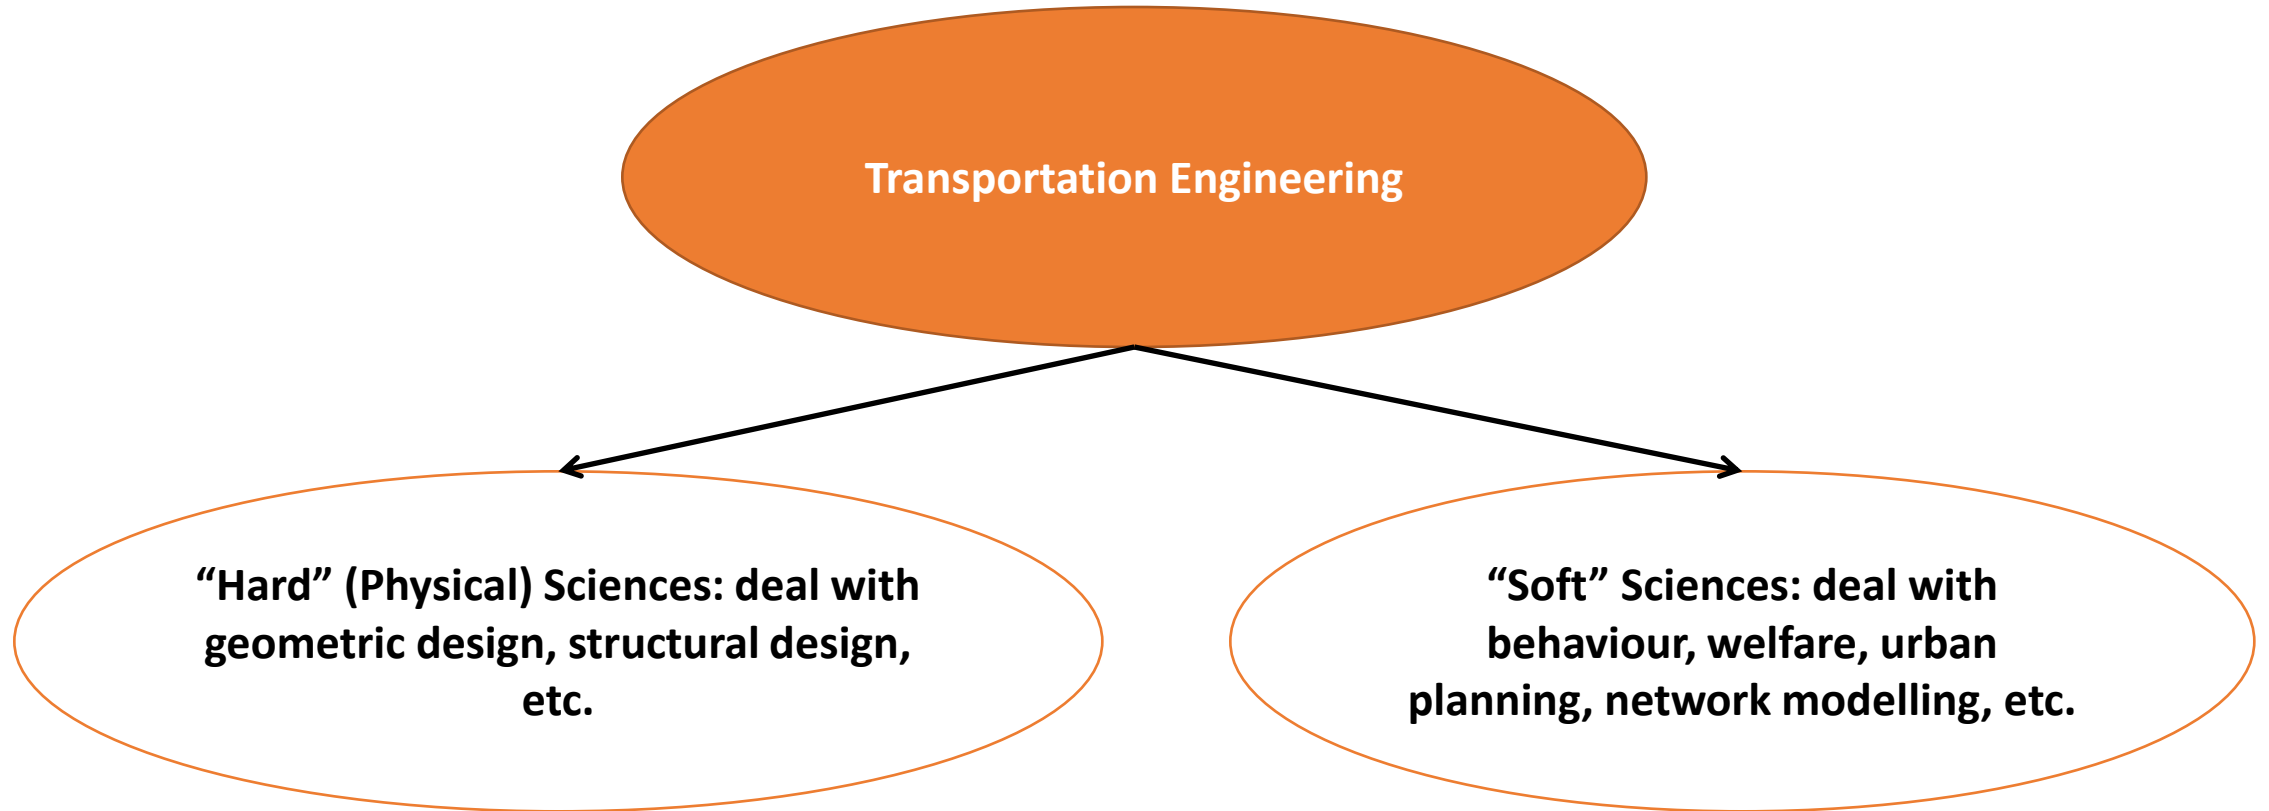 Transportation Engineering
“Hard” (Physical) Sciences: deal with
geometric design, structural design,
etc.
“Soft” Sciences: deal with
behaviour, welfare, urban
planning, network modelling, etc.